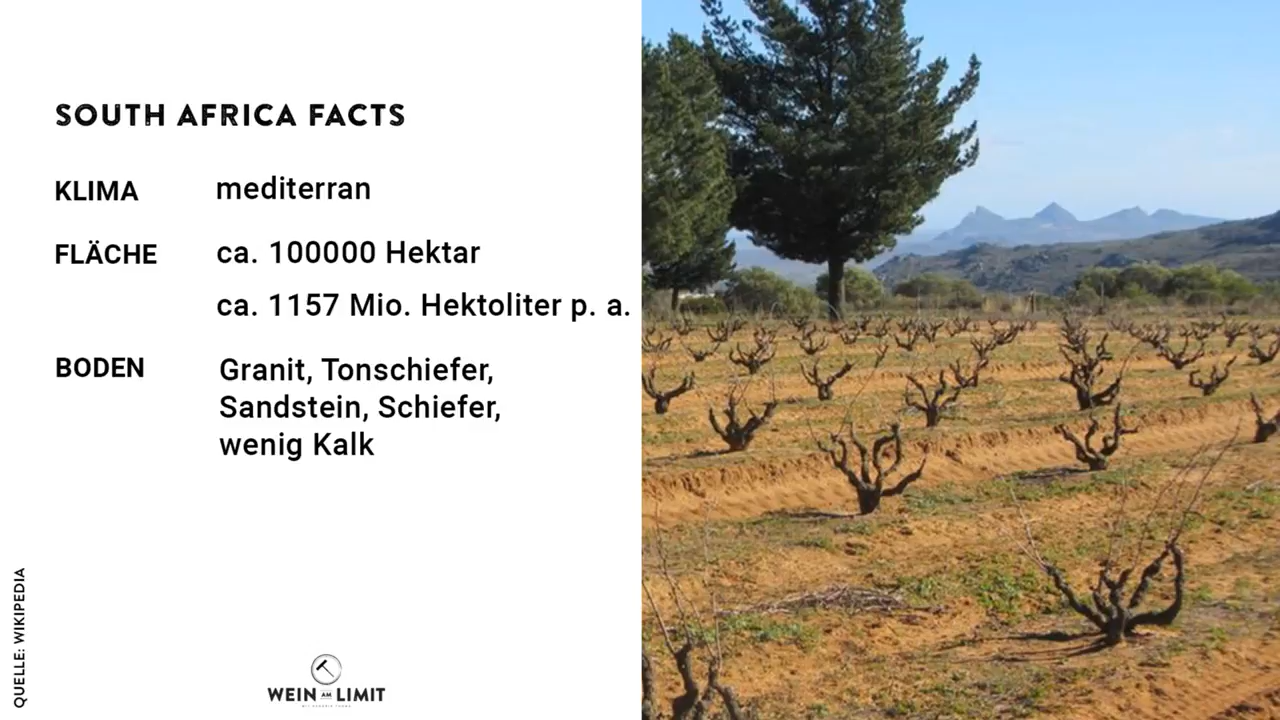 SOUTH AFRICA FACTS
KLIMA mediterran
FLÄCHE ca. 100000 Hektar
ca. 1157 Mio. Hektoliter p. a.
BODEN Granit, Tonschiefer,
Sandstein, Schiefer,
wenig Kalk
QUELLE: WIKIPEDIA
WEIN AM LIMIT